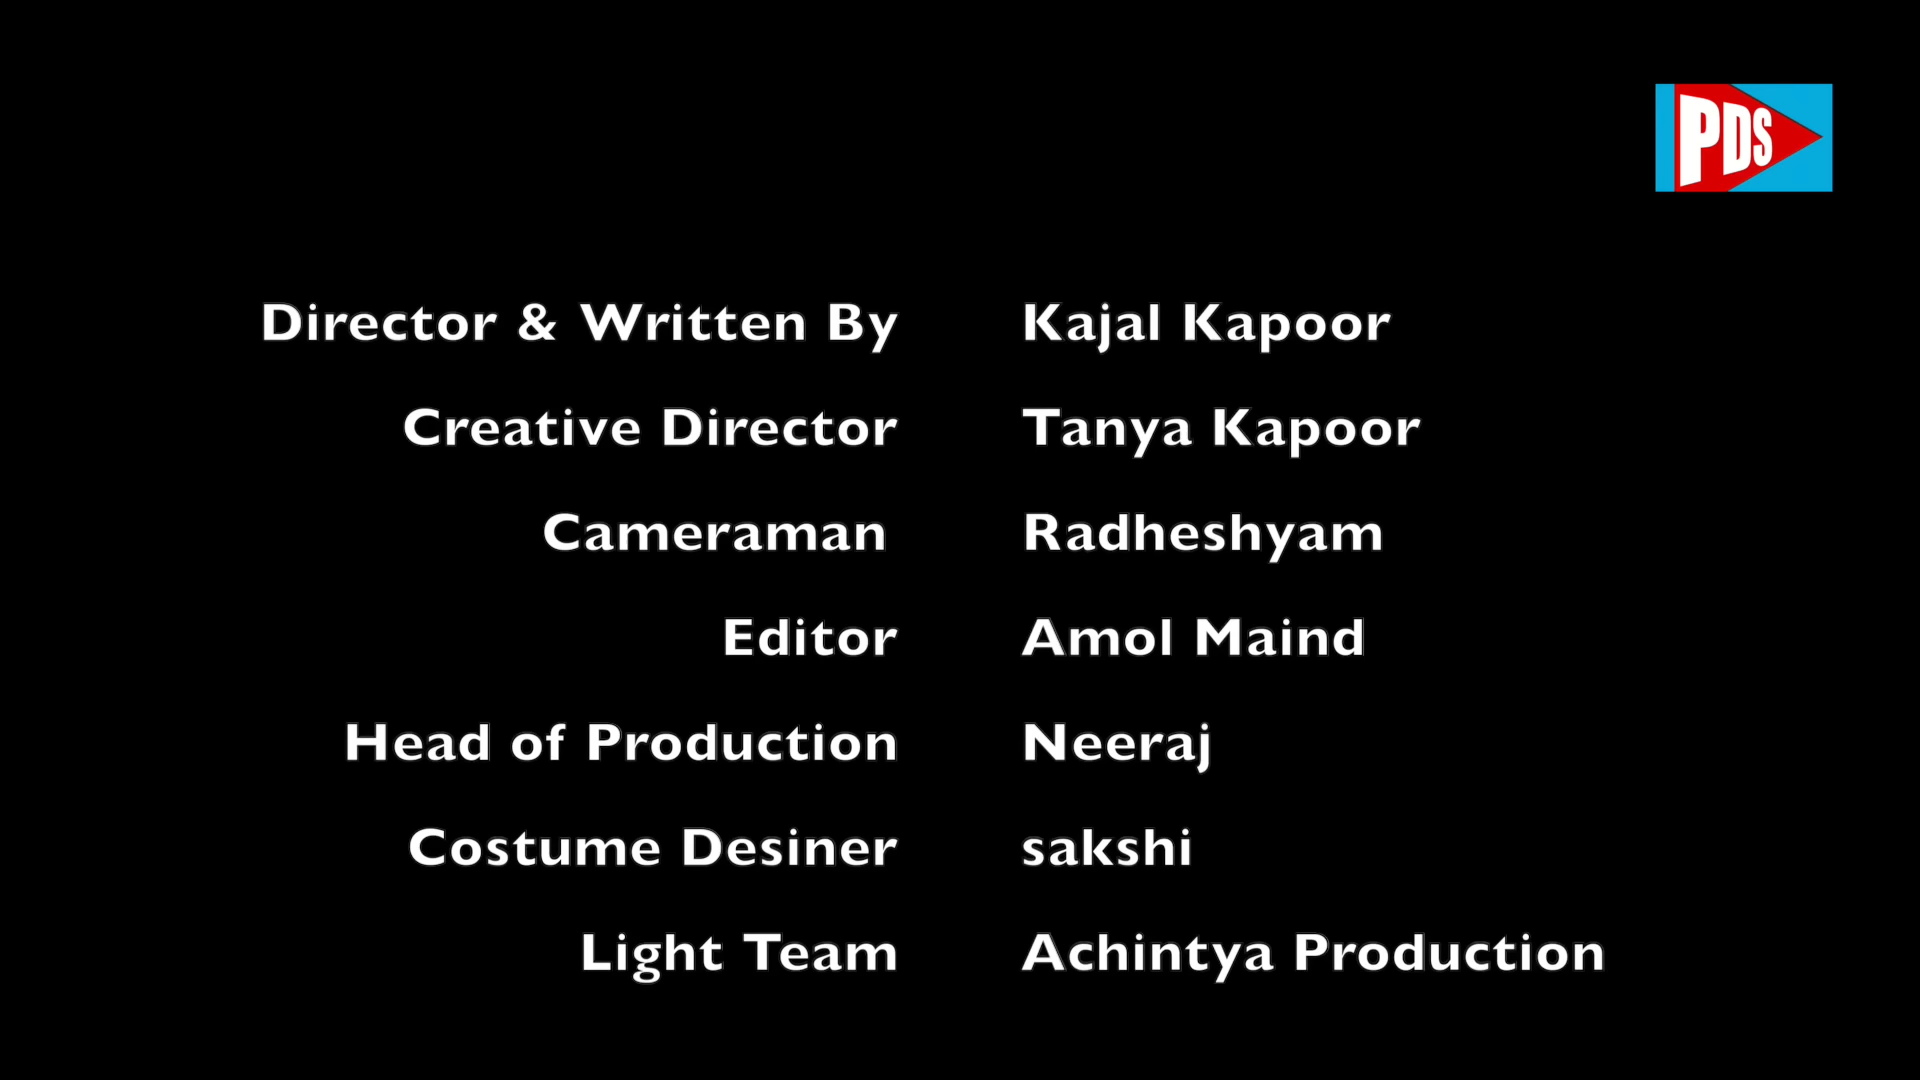 PDS
Director & Written By Kajal Kapoor
Creative Director Tanya Kapoor
Cameraman Radheshyam
Editor Amol Maind
Head of Production Neeraj
Costume Desiner sakshi
Light Team Achintya Production